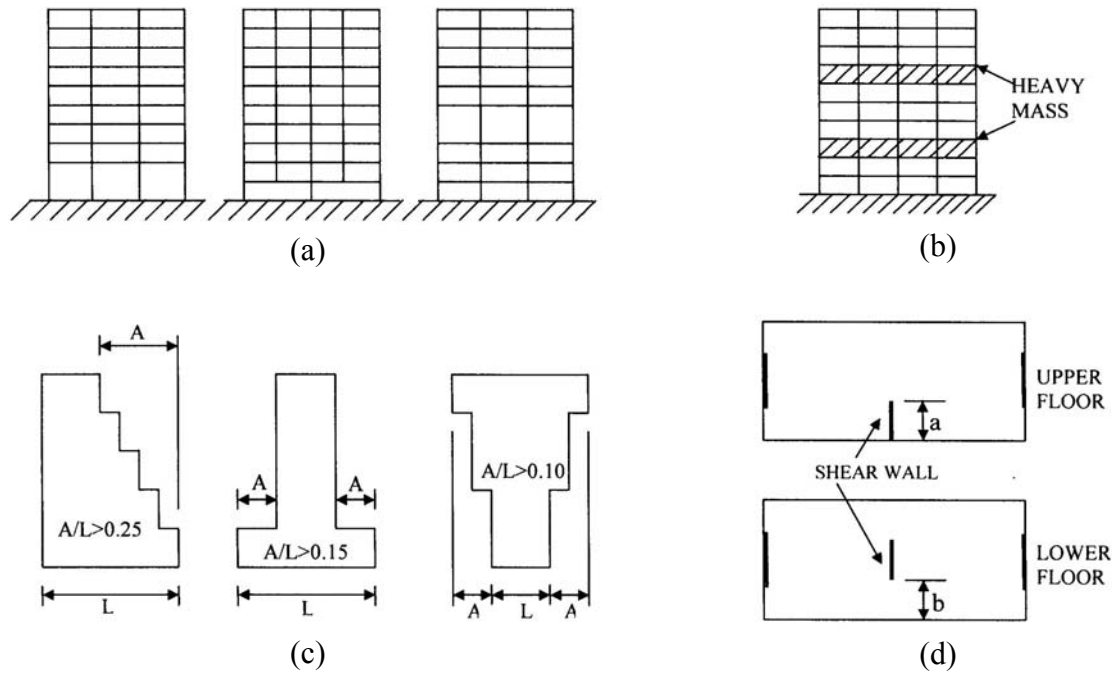 HEAVY
MASS
(a)
(b)
A
A/L>0.25
L
A
A
A/L>0.15
L
A/L>0.10
A
L
A
(c)
a
UPPER
FLOOR
SHEAR WALL
b
LOWER
FLOOR
(d)